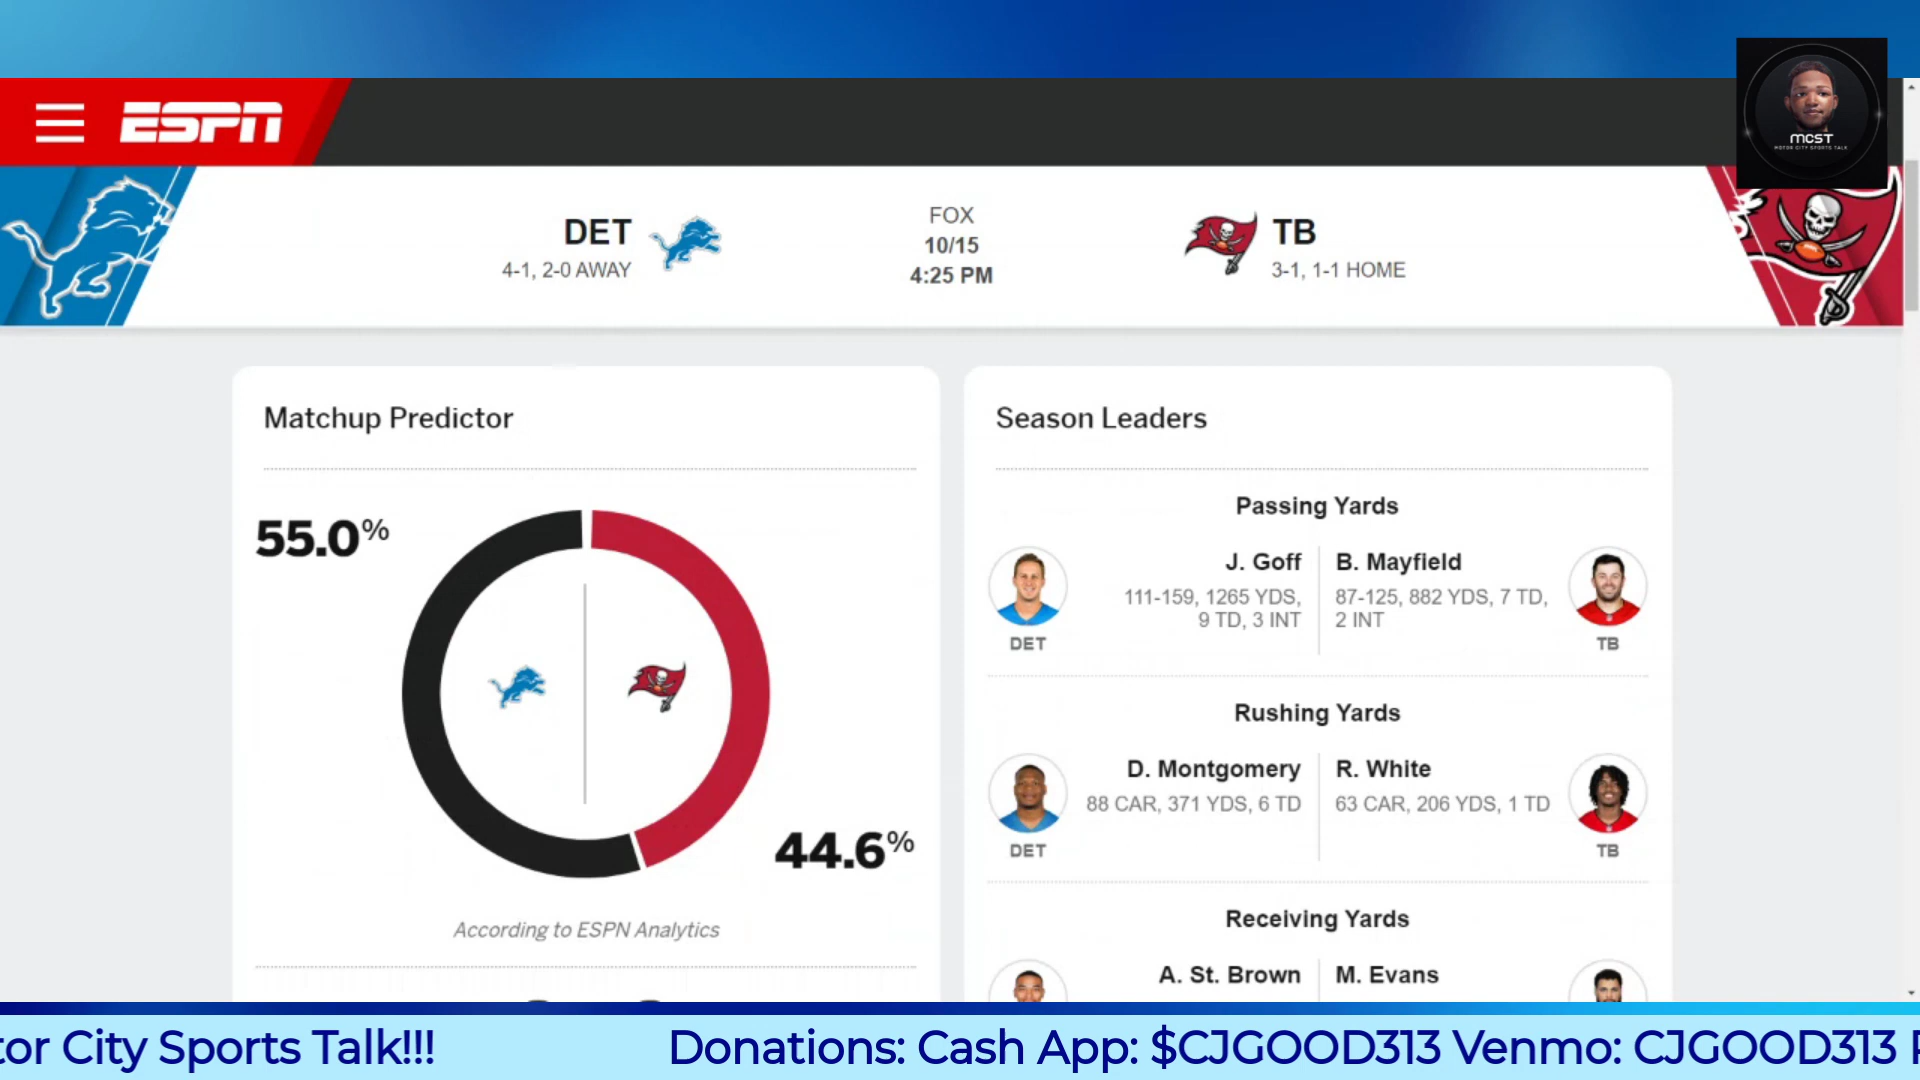 MCST
MOTOR CITY SPORTS TALK
ESPN
DET
4-1, 2-0 AWAY
FOX
10/15
4:25 PM
TB
3-1, 1-1 HOME
Matchup Predictor
55.0%
44.6%
According to ESPN Analytics
Season Leaders
Passing Yards
J. Goff
111-159, 1265 YDS,
9 TD, 3 INT
DET
B. Mayfield
87-125, 882 YDS, 7 TD,
2 INT
TB
Rushing Yards
D. Montgomery
88 CAR, 371 YDS, 6 TD
DET
R. White
63 CAR, 206 YDS, 1 TD
TB
Receiving Yards
A. St. Brown
M. Evans
tor City Sports Talk!!! Donations: Cash App: $CJGOOD313 Venmo: CJGOOD313